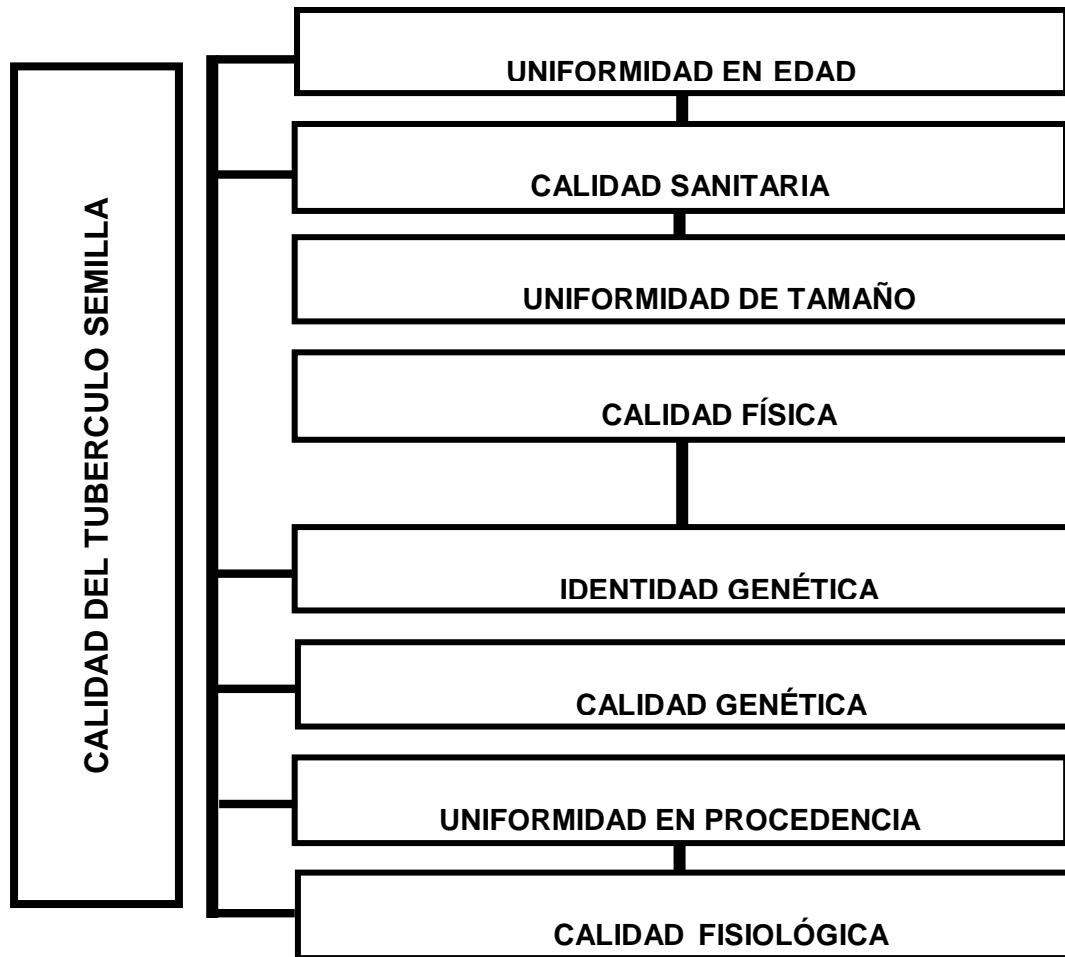 CALIDAD DEL TUBERCULO SEMILLA
UNIFORMIDAD EN EDAD
CALIDAD SANITARIA
UNIFORMIDAD DE TAMAÑO
CALIDAD FÍSICA
IDENTIDAD GENÉTICA
CALIDAD GENÉTICA
UNIFORMIDAD EN PROCEDENCIA
CALIDAD FISIOLÓGICA